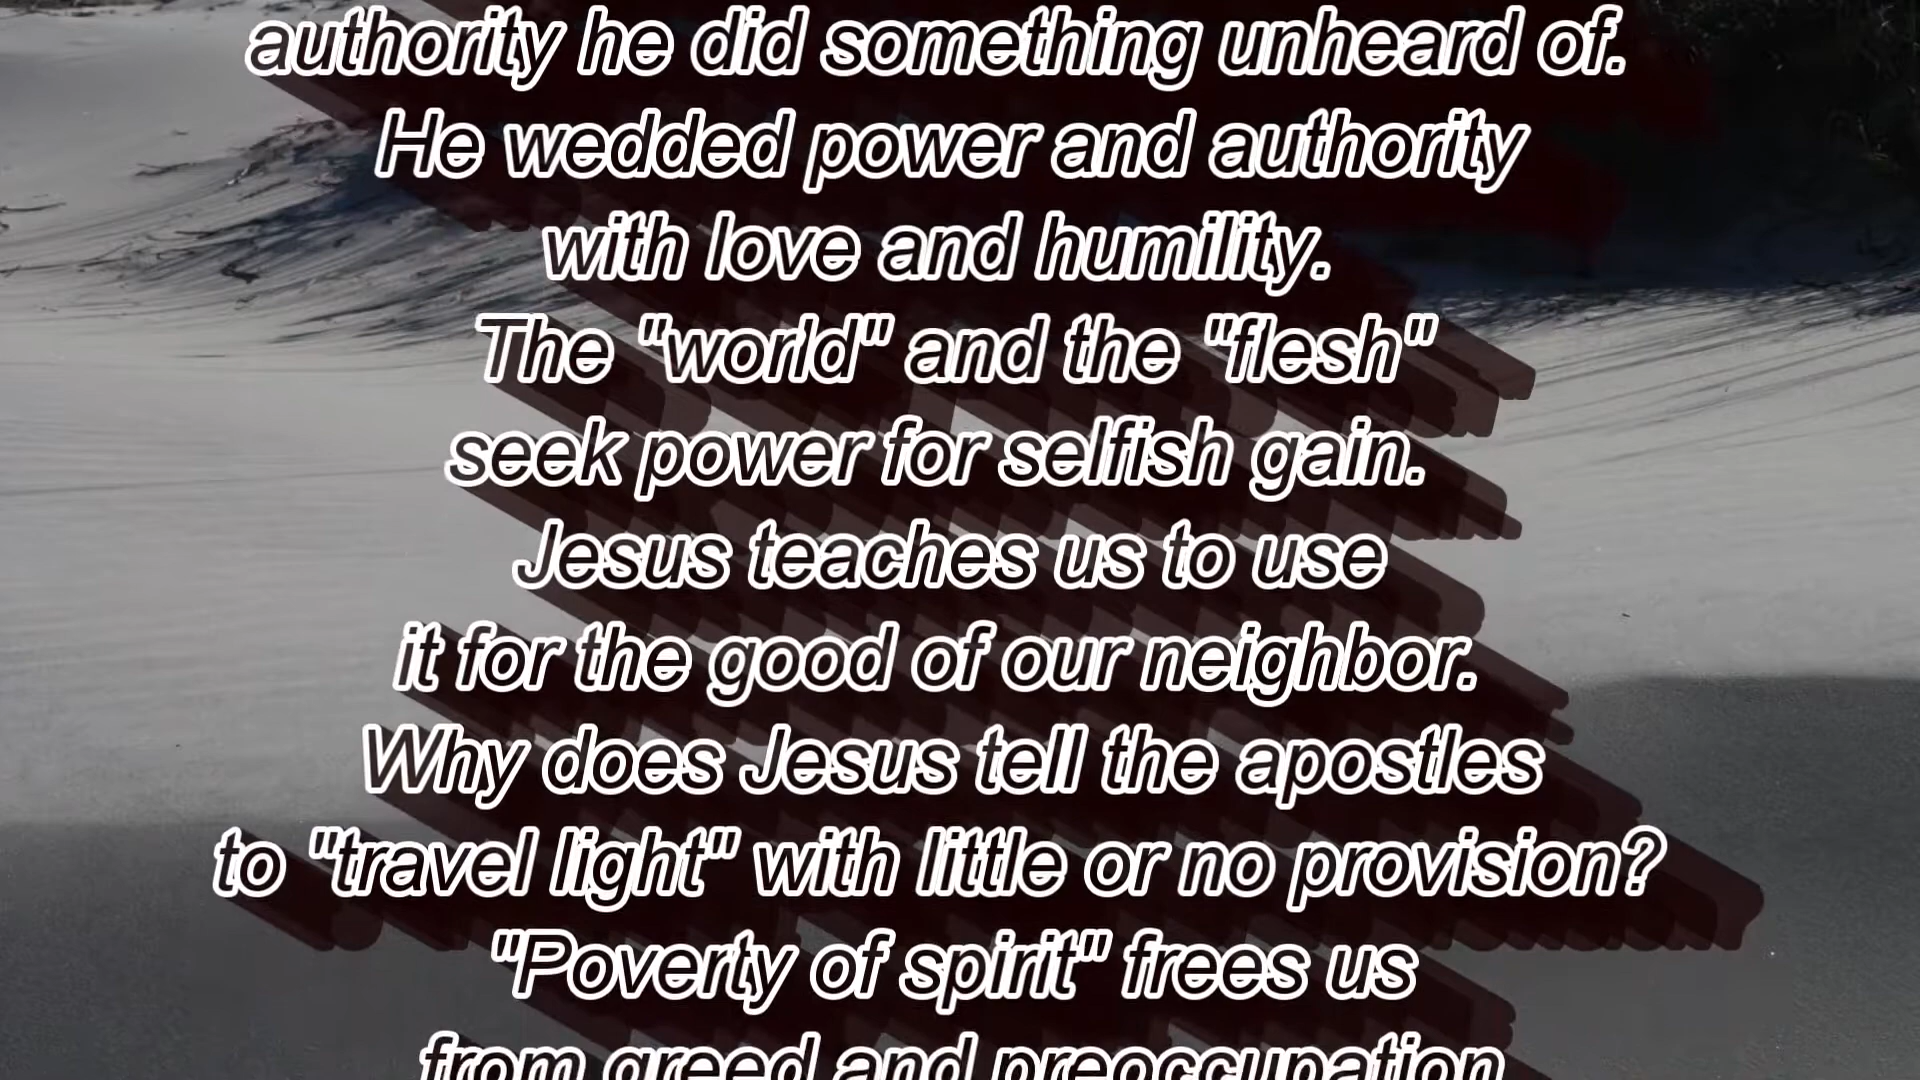 authority he did something unheard of.
He wedded power and authority
with love and humility.
The "world" and the "flesh"
seek power for selfish gain.
Jesus teaches us to use
it for the good of our neighbor.
Why does Jesus tell the apostles
to "travel light" with little or no provision?
"Poverty of spirit" frees us
from greed and preoccupation